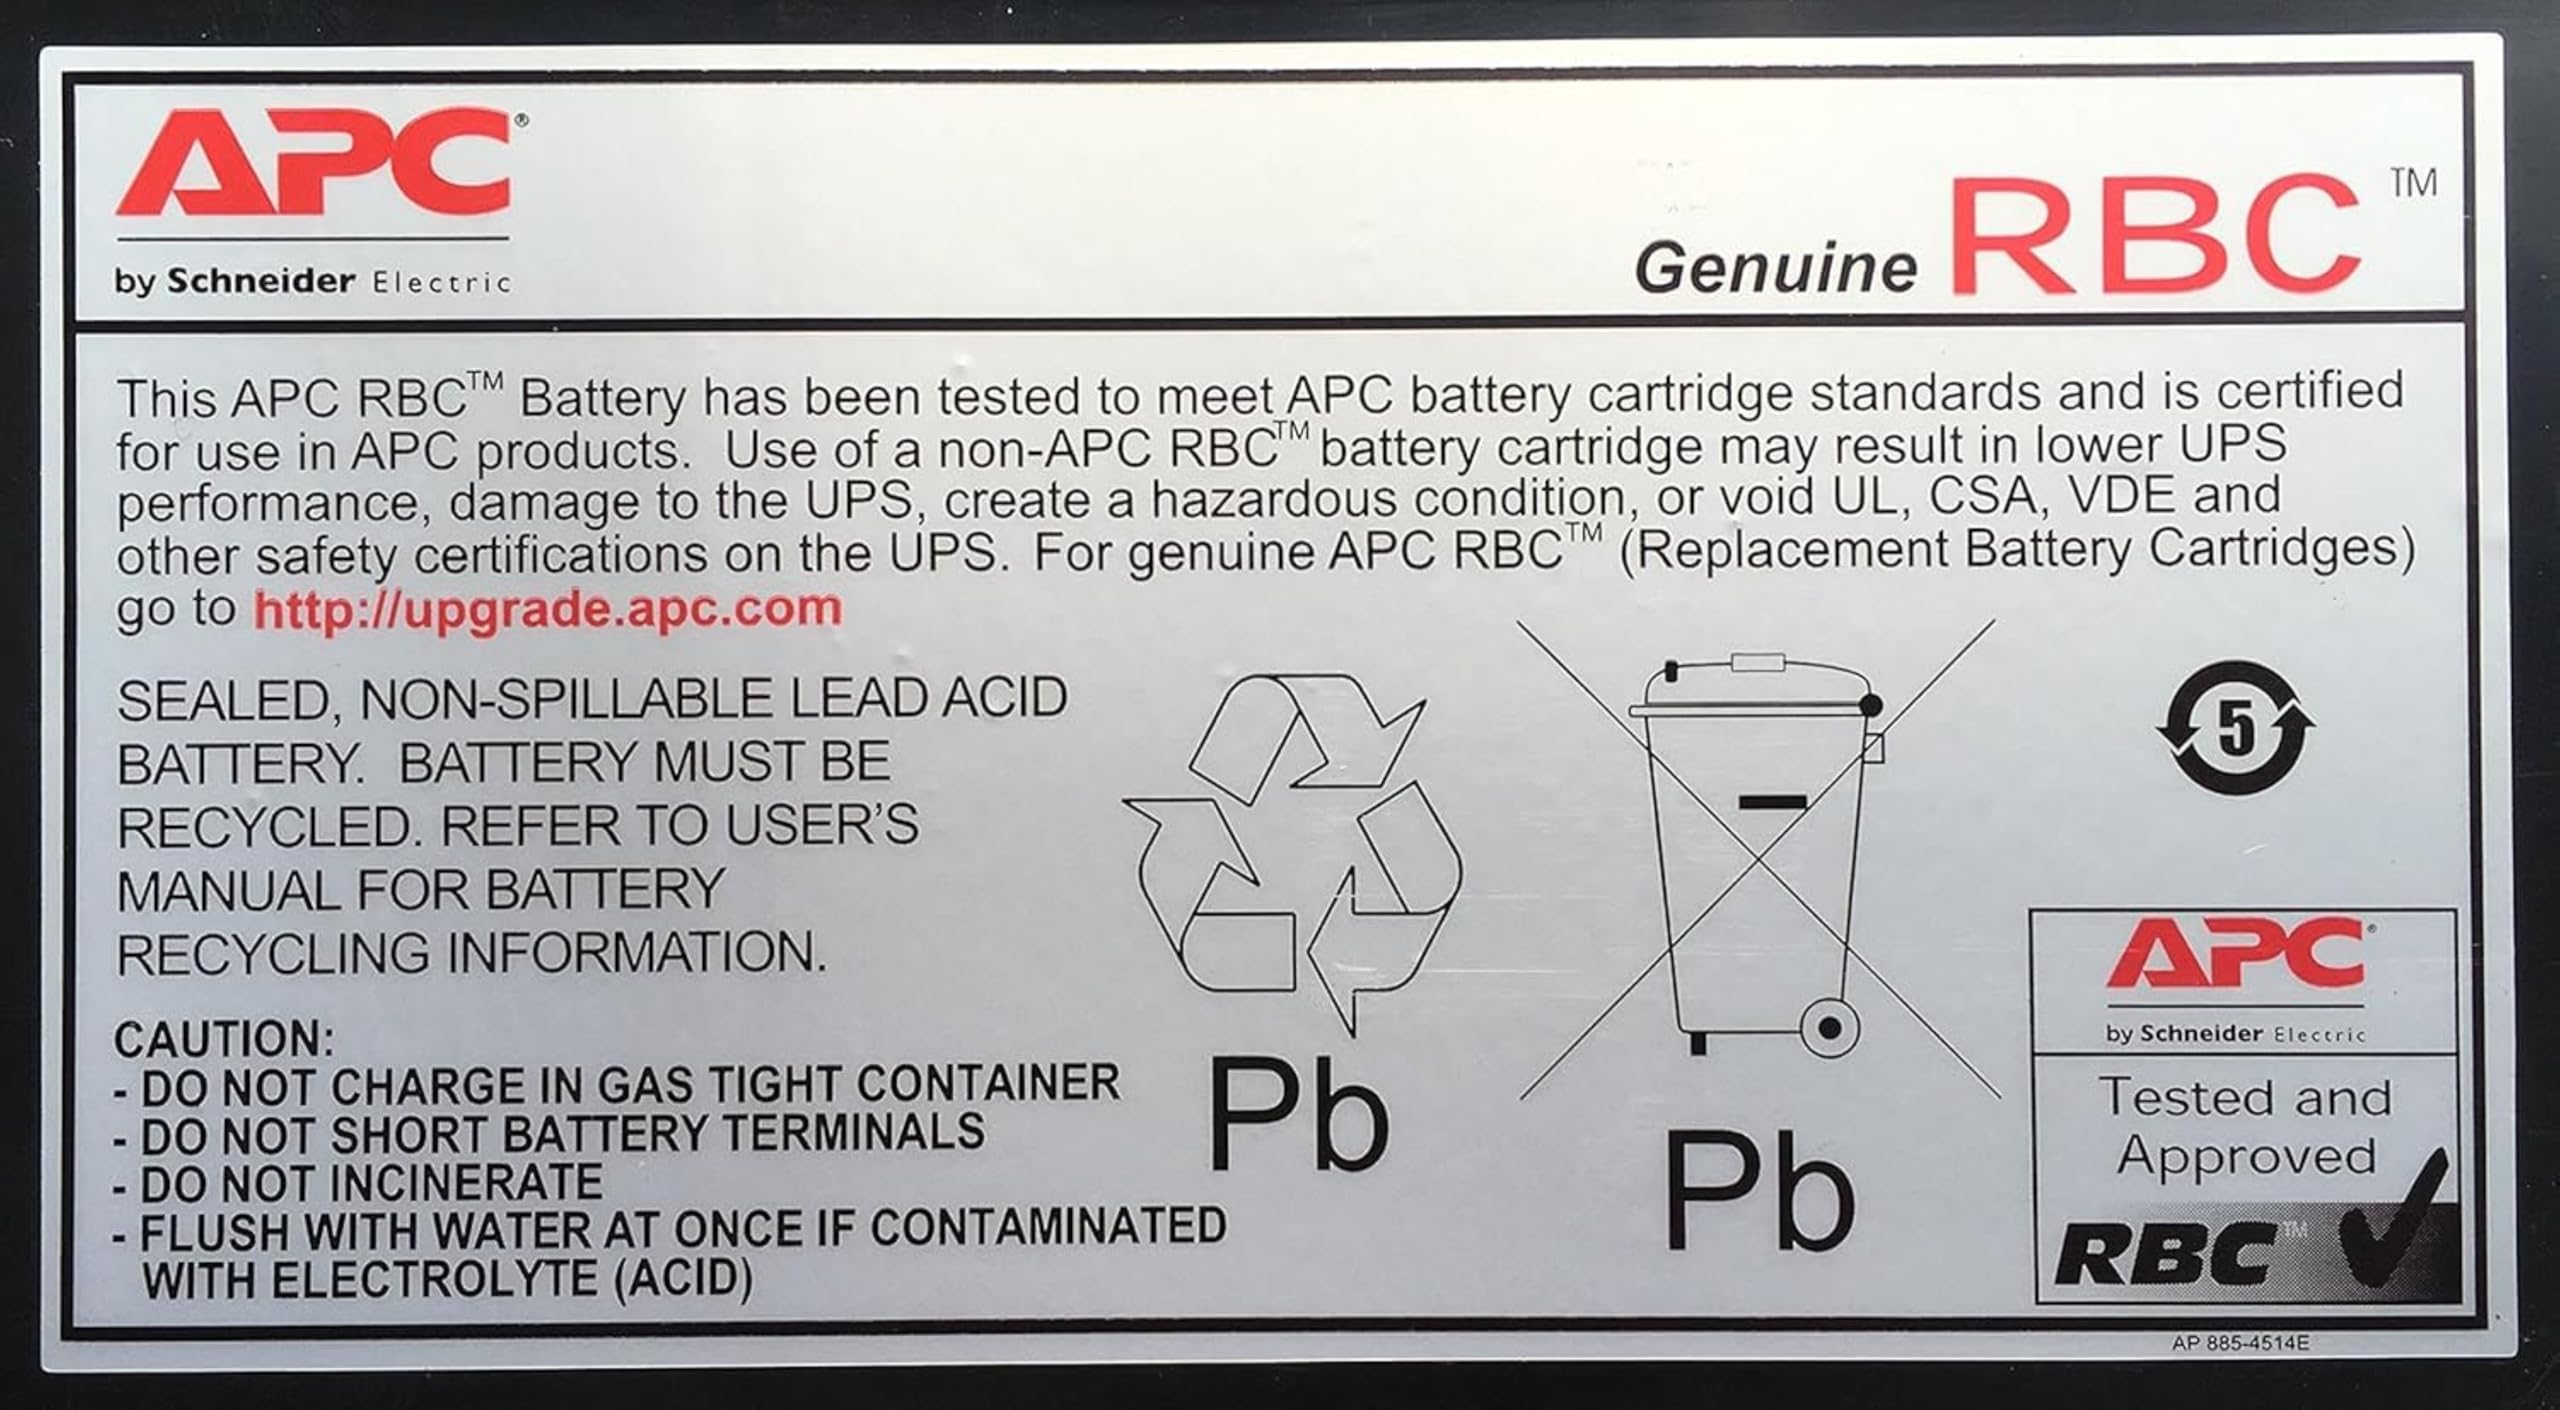 APC®
by Schneider Electric
Genuine RBC™
This APC RBC™ Battery has been tested to meet APC battery cartridge standards and is certified
for use in APC products.  Use of a non-APC RBC™ battery cartridge may result in lower UPS
performance, damage to the UPS, create a hazardous condition, or void UL, CSA, VDE and
other safety certifications on the UPS.  For genuine APC RBC™ (Replacement Battery Cartridges)
go to http://upgrade.apc.com
SEALED, NON-SPILLABLE LEAD ACID
BATTERY.  BATTERY MUST BE
RECYCLED. REFER TO USER'S
MANUAL FOR BATTERY
RECYCLING INFORMATION.
CAUTION:
- DO NOT CHARGE IN GAS TIGHT CONTAINER
- DO NOT SHORT BATTERY TERMINALS
- DO NOT INCINERATE
- FLUSH WITH WATER AT ONCE IF CONTAMINATED
WITH ELECTROLYTE (ACID)
Pb
Pb
5
APC®
by Schneider Electric
Tested and
Approved
RBC™
AP 885-4514E